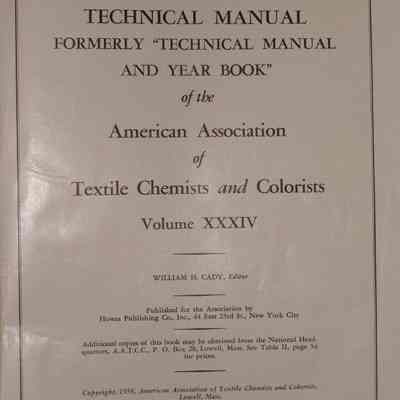 TECHNICAL MANUAL
FORMERLY "TECHNICAL MANUAL
AND YEAR BOOK"
of the
American Association
of
Textile Chemists and Colorists
Volume XXXIV
WILLIAM H. CADY, Editor
Published for the Association by
Howes Publishing Co., Inc., 44 East 23rd St., New York City
Additional copies of this book may be obtained from the National Head-
quarters, A.A.T.C.C., P. O. Box 28, Lowell, Mass. See Table II, page 54
for prices.
Copyright, 1958, American Association of Textile Chemists and Colorists,
Lowell, Mass.